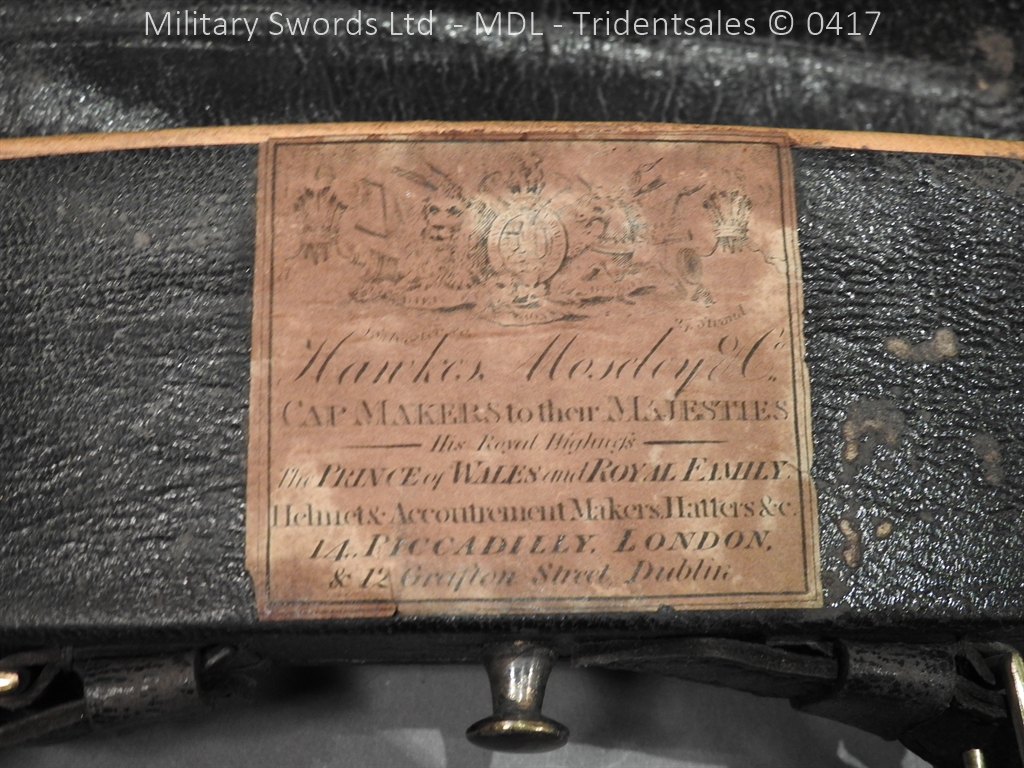 Military Swords Ltd - MDL - Tridentsales © 0417
Hawkes, Moseley & Co.
CAP MAKERS to their MAJESTIES
His Royal Highness
The PRINCE of WALES and ROYAL FAMILY.
Helmet & Accoutrement Makers, Hatters &c.
14, PICCADILLY, LONDON,
& 12 Grafton Street, Dublin